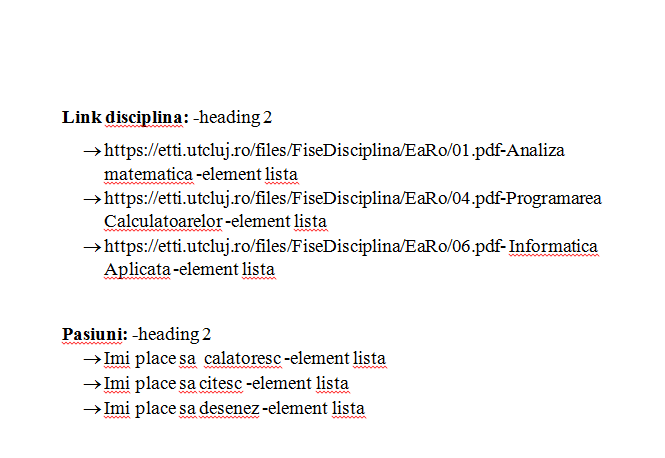 Link disciplina: -heading 2
→https://etti.utcluj.ro/files/FiseDisciplina/EaRo/01.pdf-Analiza
matematica -element lista
→https://etti.utcluj.ro/files/FiseDisciplina/EaRo/04.pdf-Programarea
Calculatoarelor -element lista
→https://etti.utcluj.ro/files/FiseDisciplina/EaRo/06.pdf- Informatica
Aplicata -element lista
Pasiuni: -heading 2
→Imi place sa  calatoresc -element lista
→Imi place sa citesc -element lista
→Imi place sa desenez -element lista